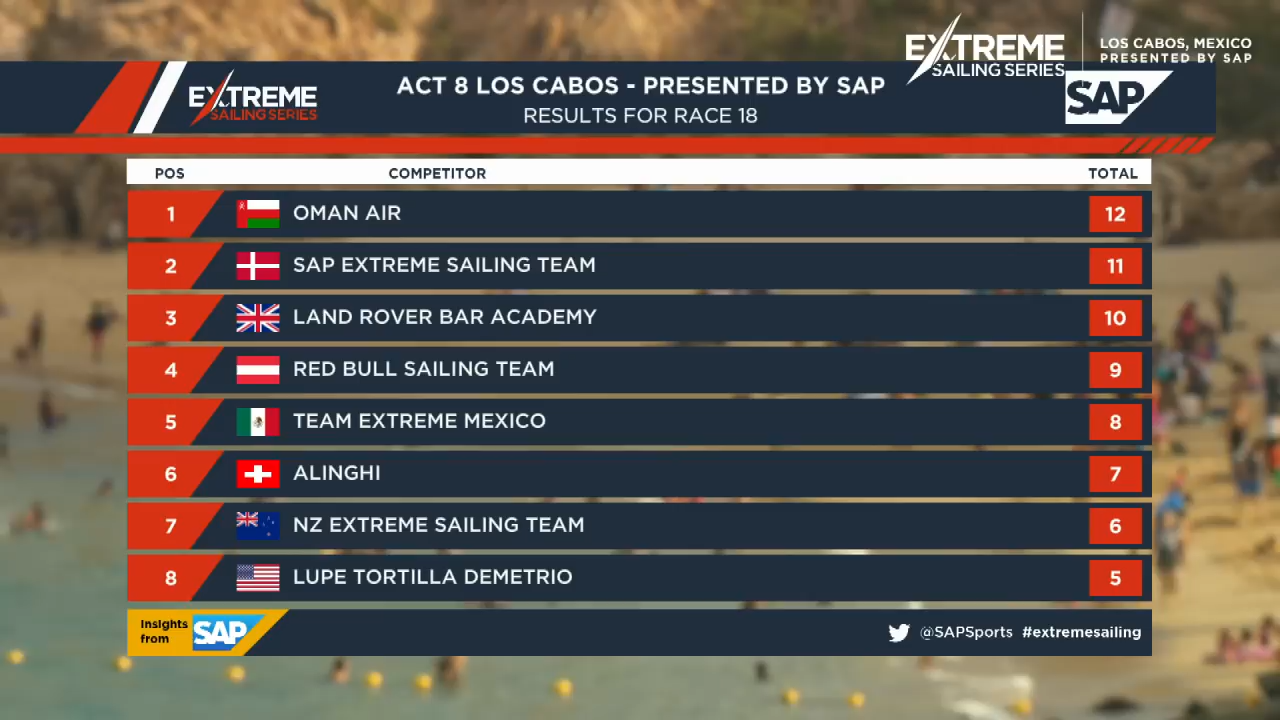 EXTREME
SAILING SERIES
LOS CABOS, MEXICO
PRESENTED BY SAP
EXTREME
SAILING SERIES
ACT 8 LOS CABOS - PRESENTED BY SAP
RESULTS FOR RACE 18
SAP
POS COMPETITOR TOTAL
1 OMAN AIR 12
2 SAP EXTREME SAILING TEAM 11
3 LAND ROVER BAR ACADEMY 10
4 RED BULL SAILING TEAM 9
5 TEAM EXTREME MEXICO 8
6 ALINGHI 7
7 NZ EXTREME SAILING TEAM 6
8 LUPE TORTILLA DEMETRIO 5
Insights
from
SAP
@SAPSports #extremesailing